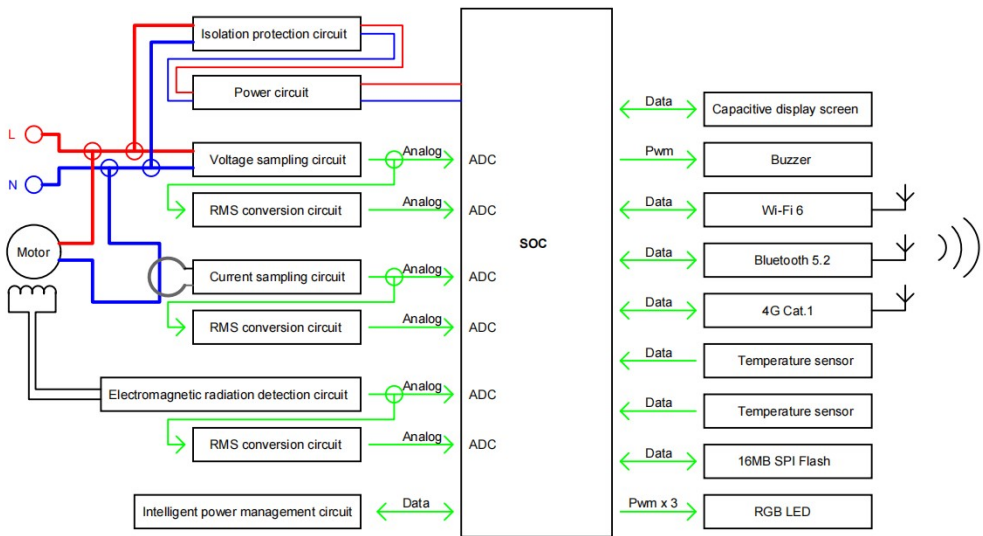 Isolation protection circuit
Power circuit
L
N
Voltage sampling circuit
Analog
ADC
RMS conversion circuit
Analog
ADC
Motor
Current sampling circuit
Analog
ADC
RMS conversion circuit
Analog
ADC
Electromagnetic radiation detection circuit
Analog
ADC
RMS conversion circuit
Analog
ADC
Intelligent power management circuit
Data
SOC
Data
Capacitive display screen
Pwm
Buzzer
Data
Wi-Fi 6
Data
Bluetooth 5.2
Data
4G Cat.1
Data
Temperature sensor
Data
Temperature sensor
Data
16MB SPI Flash
Pwm x 3
RGB LED